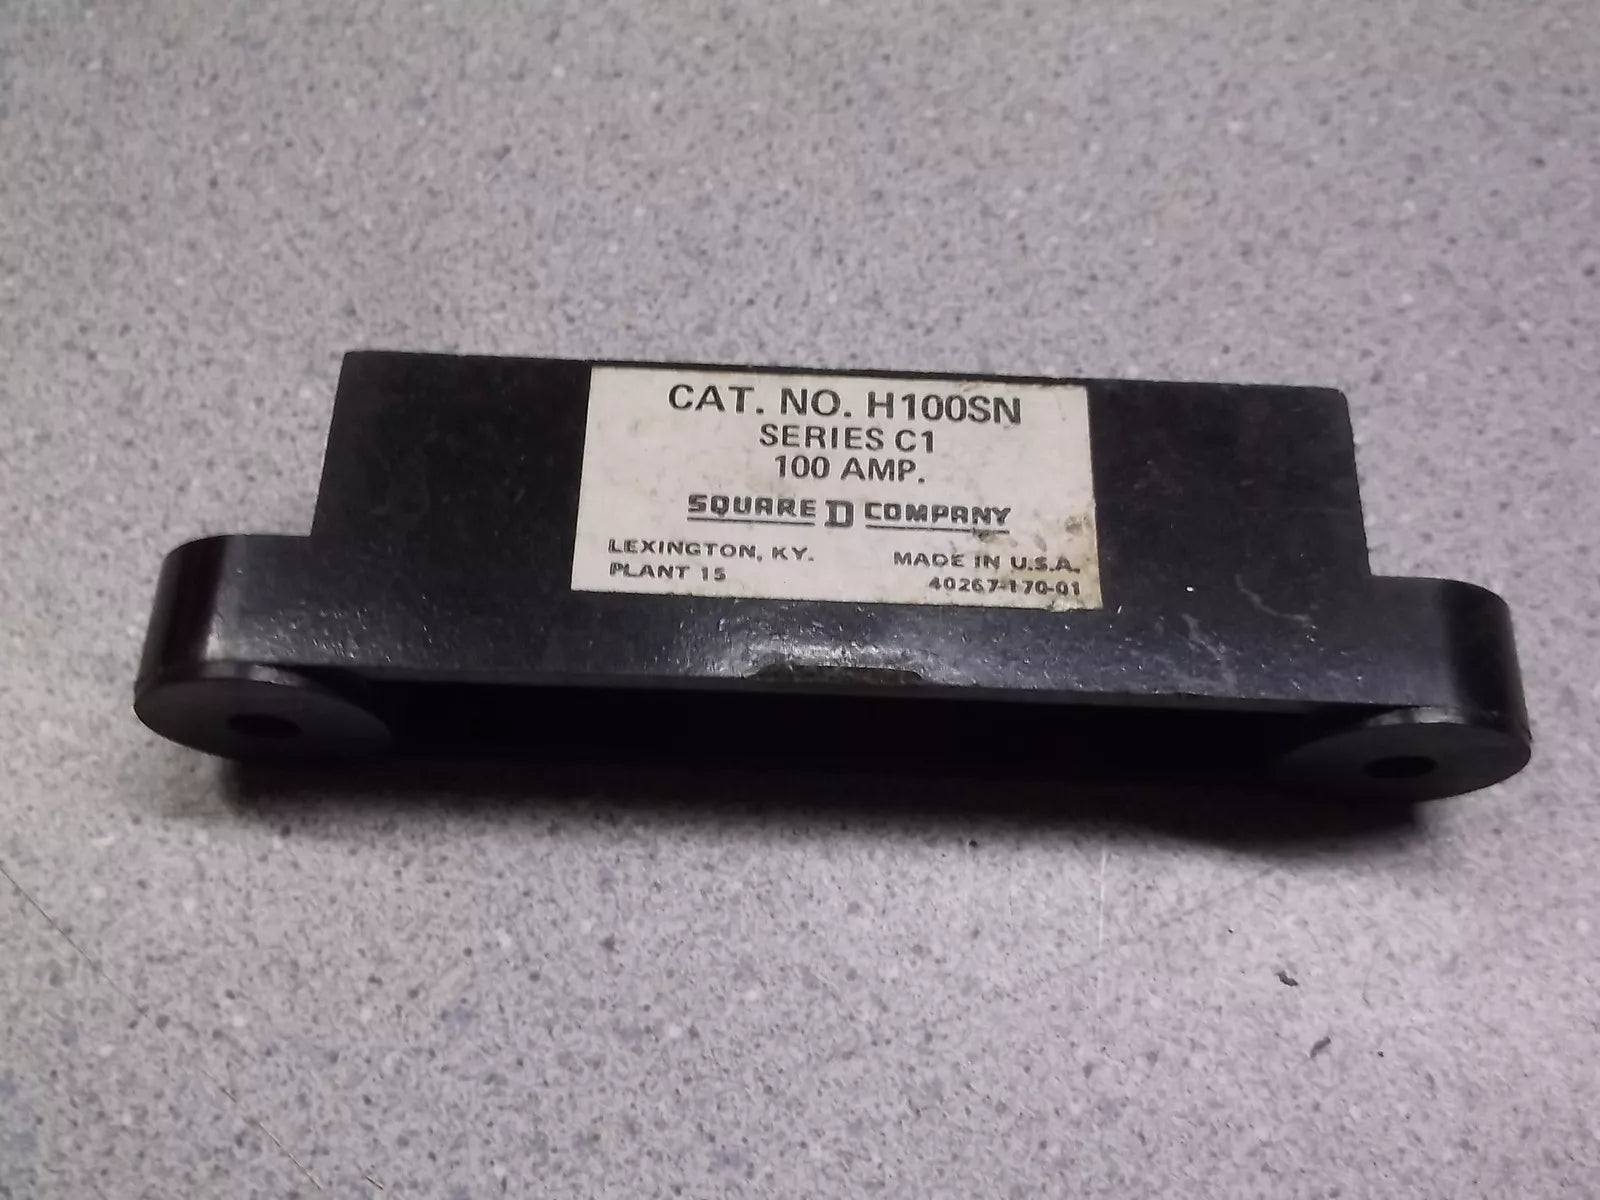 CAT. NO. H100SN
SERIES C1
100 AMP.
SQUARE D COMPANY
LEXINGTON, KY. MADE IN U.S.A.
PLANT 15 40267-170-01